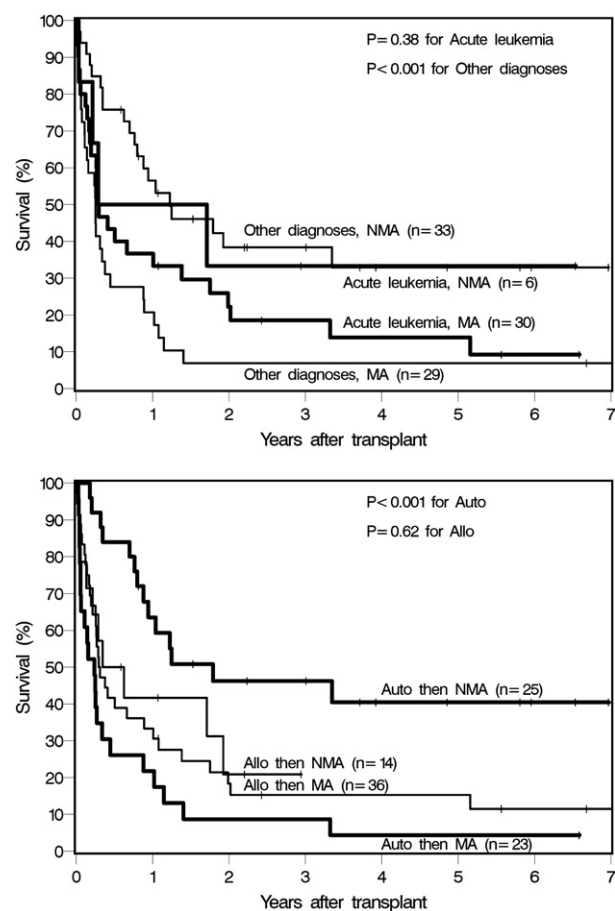 P=0.38 for Acute leukemia
P<0.001 for Other diagnoses
Survival (%)
100
90
80
70
60
50
40
30
20
10
0
Other diagnoses, NMA (n=33)
Acute leukemia, NMA (n=6)
Acute leukemia, MA (n=30)
Other diagnoses, MA (n=29)
0 1 2 3 4 5 6 7
Years after transplant
P<0.001 for Auto
P=0.62 for Allo
Survival (%)
100
90
80
70
60
50
40
30
20
10
0
Auto then NMA (n=25)
Allo then NMA (n=14)
Allo then MA (n=36)
Auto then MA (n=23)
0 1 2 3 4 5 6 7
Years after transplant